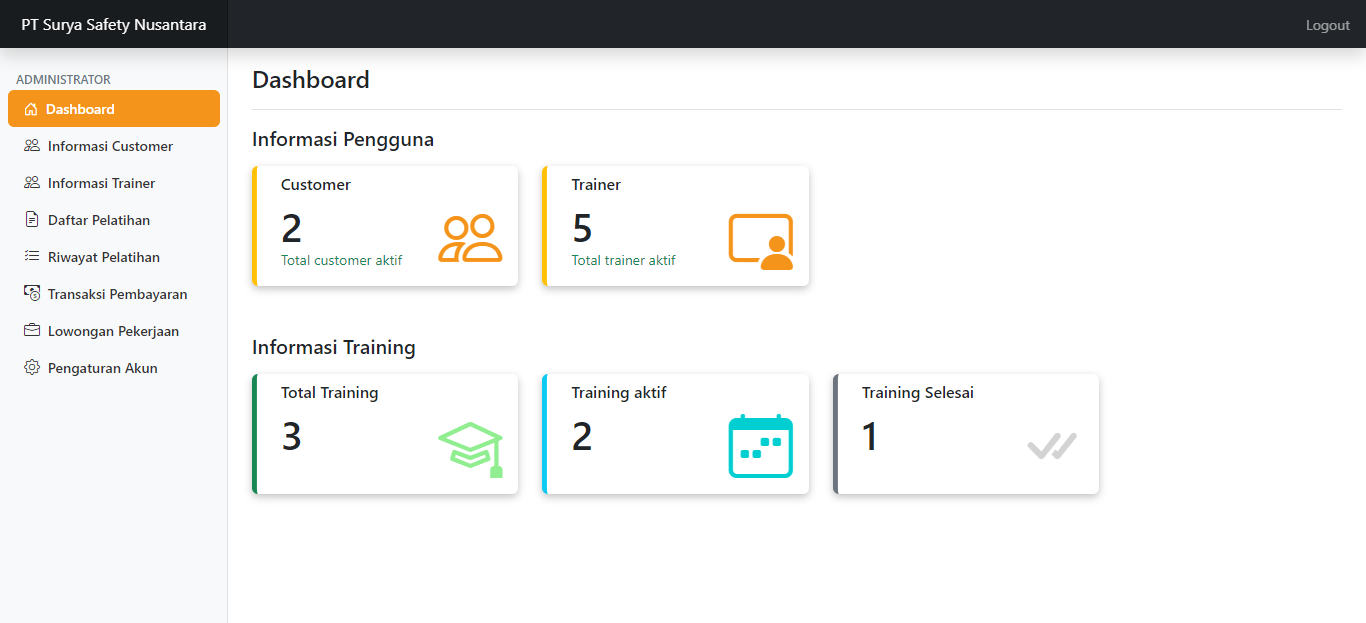 PT Surya Safety Nusantara
Logout
ADMINISTRATOR
Dashboard
Informasi Customer
Informasi Trainer
Daftar Pelatihan
Riwayat Pelatihan
Transaksi Pembayaran
Lowongan Pekerjaan
Pengaturan Akun
Dashboard
Informasi Pengguna
Customer
2
Total customer aktif
Trainer
5
Total trainer aktif
Informasi Training
Total Training
3
Training aktif
2
Training Selesai
1